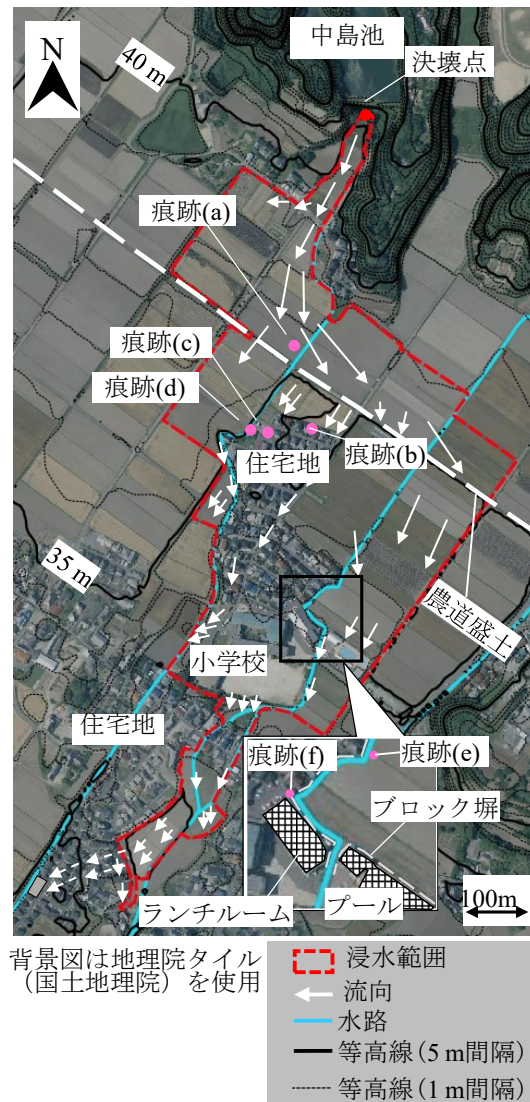 中島池
N
決壊点
40 m
痕跡(a)
痕跡(c)
痕跡(d)
住宅地
痕跡(b)
35 m
農道盛土
小学校
住宅地
痕跡(f)
痕跡(e)
ブロック塀
ランチルーム
プール
100m
背景図は地理院タイル
（国土地理院）を使用
浸水範囲
流向
水路
等高線（5 m間隔）
等高線（1 m間隔）